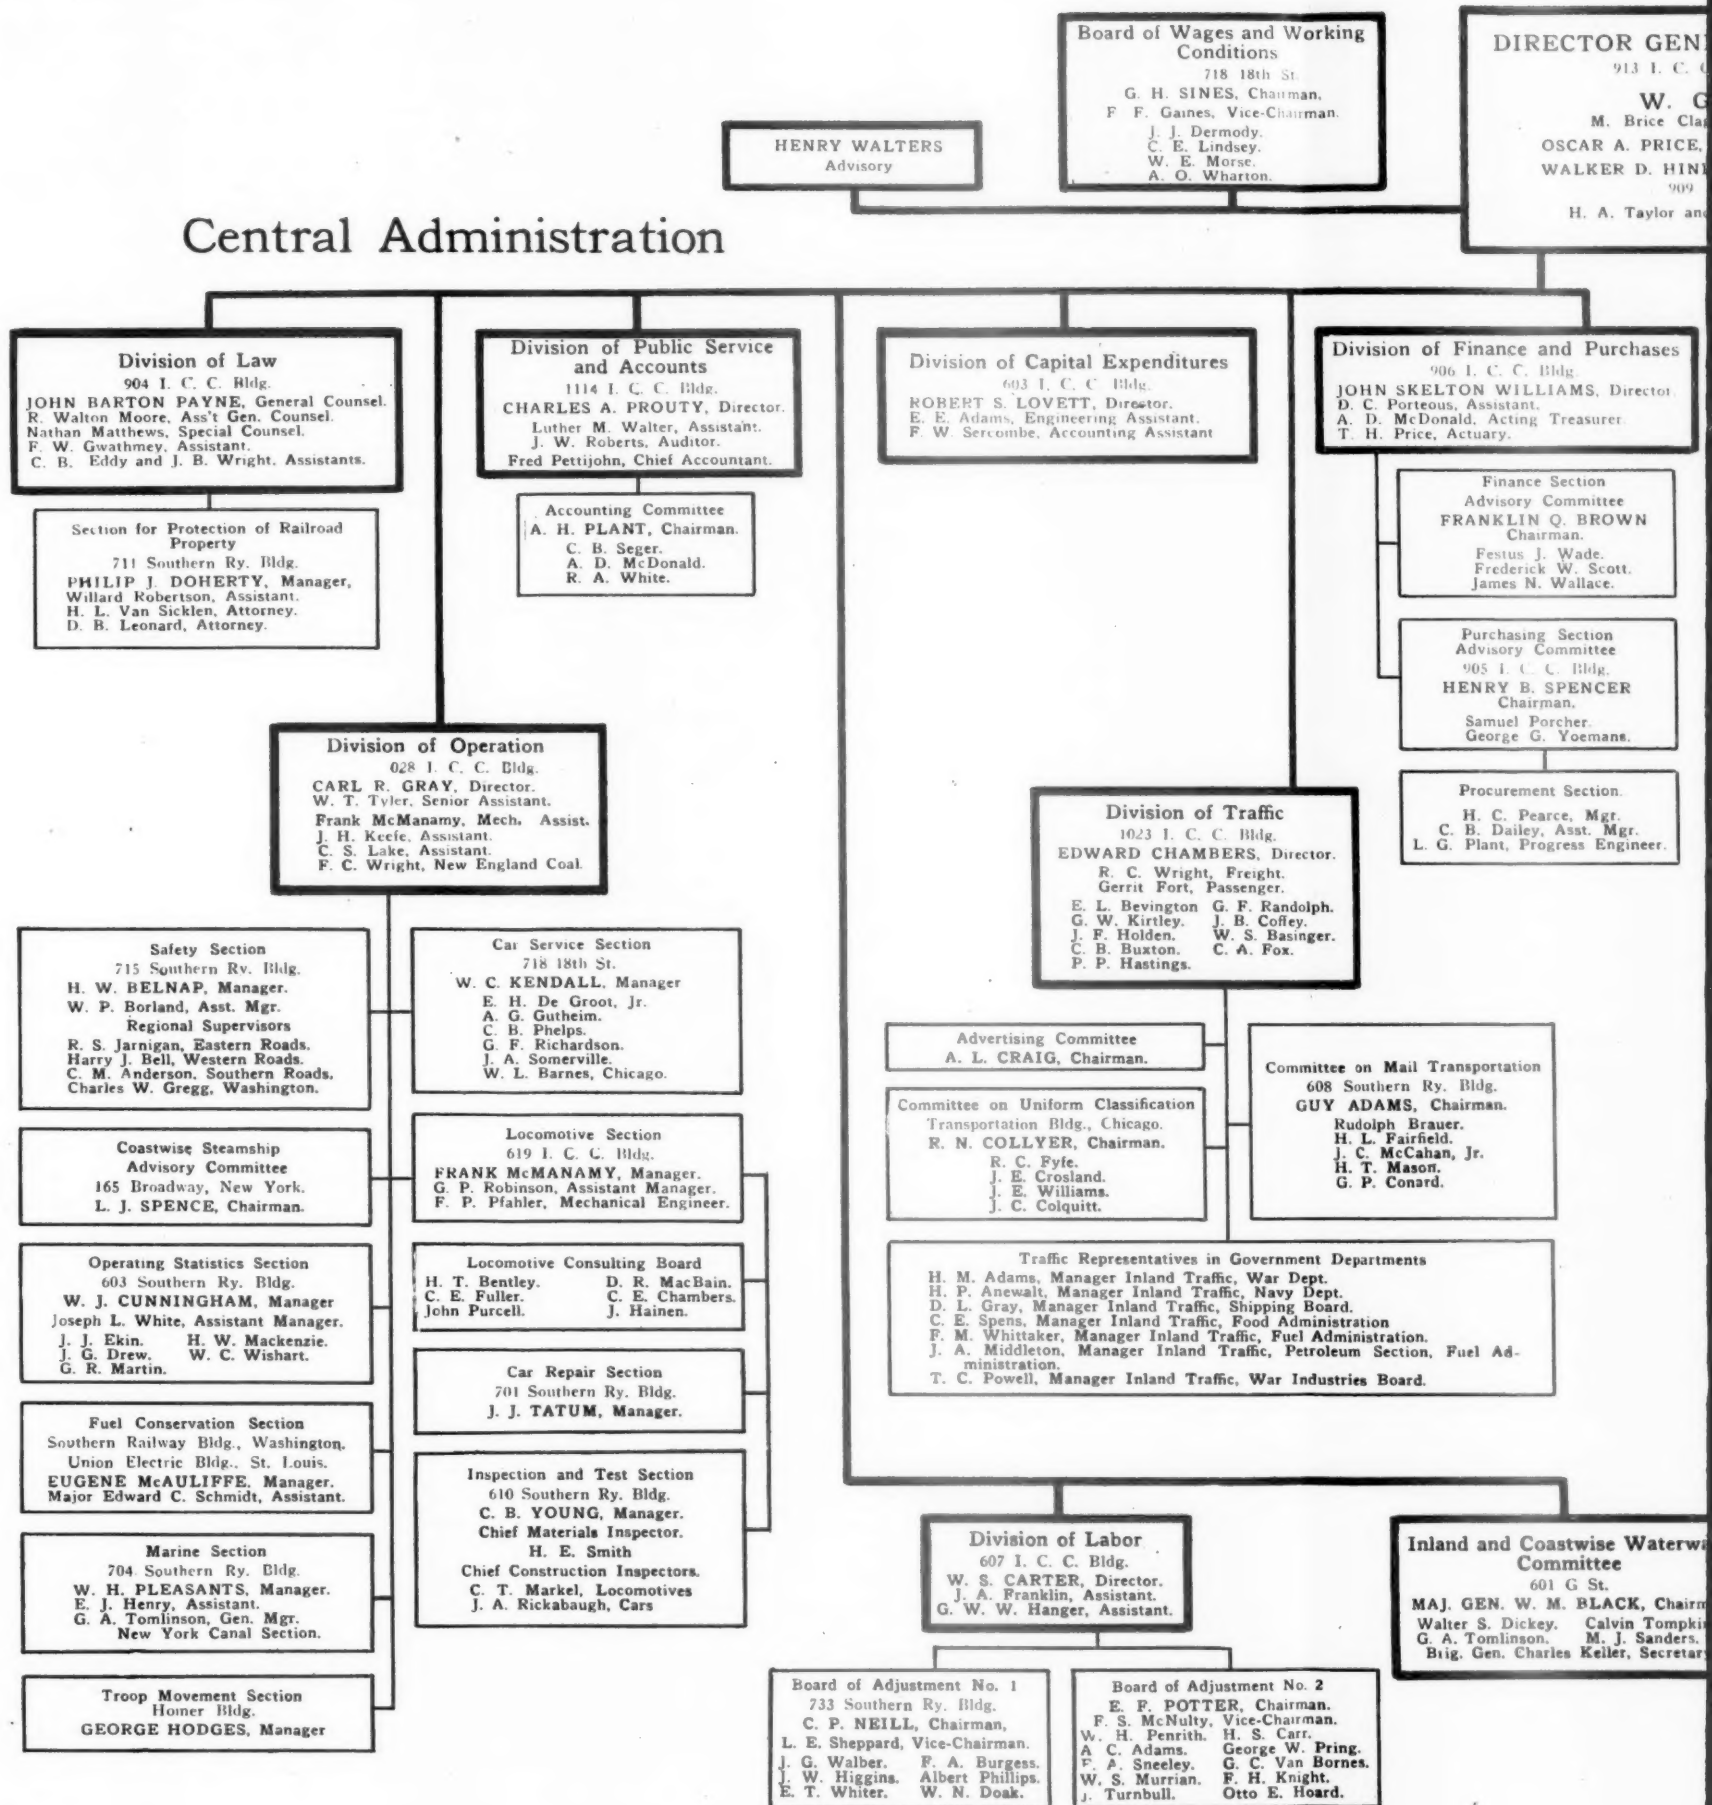 Board of Wages and Working
Conditions
718 18th St.
G. H. SINES, Chairman.
F F. Gaines, Vice-Chairman.
J. J. Dermody.
C. E. Lindsey.
W. E. Morse.
A. O. Wharton.
DIRECTOR
913 I. C.
W.
M. Brice
OSCAR A. PRICE,
WALKER D.
909
H. A. Taylor
HENRY WALTERS
Advisory
Central Administration
Division of Law
904 I. C. C. Bldg.
JOHN BARTON PAYNE, General Counsel.
R. Walton Moore, Ass't Gen. Counsel.
Nathan Matthews, Special Counsel.
F. W. Gwathmey, Assistant.
C. B. Eddy and J. B. Wright, Assistants.
Section for Protection of Railroad
Property
711 Southern Ry. Bldg.
PHILIP J. DOHERTY, Manager,
Willard Robertson, Assistant.
H. L. Van Sicklen, Attorney.
D. B. Leonard, Attorney.
Division of Public Service
and Accounts
1114 I. C. C. Bldg.
CHARLES A. PROUTY, Director.
Luther M. Walter, Assistant.
J. W. Roberts, Auditor.
Fred Pettijohn, Chief Accountant.
Accounting Committee
A. H. PLANT, Chairman.
C. B. Seger.
A. D. McDonald.
R. A. White.
Division of Capital Expenditures
603 I. C. C Bldg.
ROBERT S. LOVETT, Director.
E. E. Adams, Engineering Assistant.
F. W. Sercombe, Accounting Assistant
Division of Finance and Purchases
906 I. C. C. Bldg.
JOHN SKELTON WILLIAMS, Director.
D. C. Porteous, Assistant.
A. D. McDonald, Acting Treasurer.
T. H. Price, Actuary.
Finance Section
Advisory Committee
FRANKLIN Q. BROWN
Chairman.
Festus J. Wade.
Frederick W. Scott.
James N. Wallace.
Purchasing Section
Advisory Committee
905 I. C. C. Bldg.
HENRY B. SPENCER
Chairman.
Samuel Porcher.
George G. Yoemans.
Procurement Section.
H. C. Pearce, Mgr.
C. B. Dailey, Asst. Mgr.
L. G. Plant, Progress Engineer.
Division of Operation
028 I. C. C. Bldg.
CARL R. GRAY, Director.
W. T. Tyler, Senior Assistant.
Frank McManamy, Mech. Assist.
J. H. Keefe, Assistant.
C. S. Lake, Assistant.
F. C. Wright, New England Coal.
Safety Section
715 Southern Ry. Bldg.
H. W. BELNAP, Manager.
W. P. Borland, Asst. Mgr.
Regional Supervisors
R. S. Jarnigan, Eastern Roads.
Harry J. Bell, Western Roads.
C. M. Anderson, Southern Roads.
Charles W. Gregg, Washington.
Coastwise Steamship
Advisory Committee
165 Broadway, New York.
L. J. SPENCE, Chairman.
Operating Statistics Section
603 Southern Ry. Bldg.
W. J. CUNNINGHAM, Manager
Joseph L. White, Assistant Manager.
J. J. Ekin. H. W. Mackenzie.
J. G. Drew. W. C. Wishart.
G. R. Martin.
Fuel Conservation Section
Southern Railway Bldg., Washington.
Union Electric Bldg., St. Louis.
EUGENE McAULIFFE, Manager.
Major Edward C. Schmidt, Assistant.
Marine Section
704 Southern Ry. Bldg.
W. H. PLEASANTS, Manager.
E. J. Henry, Assistant.
G. A. Tomlinson, Gen. Mgr.
New York Canal Section.
Troop Movement Section
Homer Bldg.
GEORGE HODGES, Manager
Car Service Section
718 18th St.
W. C. KENDALL, Manager
E. H. De Groot, Jr.
A. G. Gutheim.
C. B. Phelps.
G. F. Richardson.
J. A. Somerville.
W. L. Barnes, Chicago.
Locomotive Section
619 I. C. C. Bldg.
FRANK McMANAMY, Manager.
G. P. Robinson, Assistant Manager.
F. P. Pfahler, Mechanical Engineer.
Locomotive Consulting Board
H. T. Bentley. D. R. MacBain.
C. E. Fuller. C. E. Chambers.
John Purcell. J. Hainen.
Car Repair Section
701 Southern Ry. Bldg.
J. J. TATUM, Manager.
Inspection and Test Section
610 Southern Ry. Bldg.
C. B. YOUNG, Manager.
Chief Materials Inspector.
H. E. Smith
Chief Construction Inspectors.
C. T. Markel, Locomotives
J. A. Rickabaugh, Cars
Division of Traffic
1023 I. C. C. Bldg.
EDWARD CHAMBERS, Director.
R. C. Wright, Freight.
Gerrit Fort, Passenger.
E. L. Bevington G. F. Randolph.
G. W. Kirtley. J. B. Coffey.
J. F. Holden. W. S. Basinger.
C. B. Buxton. C. A. Fox.
P. P. Hastings.
Advertising Committee
A. L. CRAIG, Chairman.
Committee on Uniform Classification
Transportation Bldg., Chicago.
R. N. COLLYER, Chairman.
R. C. Fyfe.
J. E. Crosland.
J. E. Williams.
J. C. Colquitt.
Committee on Mail Transportation
608 Southern Ry. Bldg.
GUY ADAMS, Chairman.
Rudolph Brauer.
H. L. Fairfield.
J. C. McCahan, Jr.
H. T. Mason.
G. P. Conard.
Traffic Representatives in Government Departments
H. M. Adams, Manager Inland Traffic, War Dept.
H. P. Anewalt, Manager Inland Traffic, Navy Dept.
D. L. Gray, Manager Inland Traffic, Shipping Board.
C. E. Spens, Manager Inland Traffic, Food Administration
F. M. Whittaker, Manager Inland Traffic, Fuel Administration.
J. A. Middleton, Manager Inland Traffic, Petroleum Section, Fuel Ad-
ministration.
T. C. Powell, Manager Inland Traffic, War Industries Board.
Division of Labor
607 I. C. C. Bldg.
W. S. CARTER, Director.
J. A. Franklin, Assistant.
G. W. W. Hanger, Assistant.
Inland and Coastwise
Committee
601 G St.
MAJ. GEN. W. M. BLACK,
Walter S. Dickey. Calvin
G. A. Tomlinson. M. J. Sanders.
Brig. Gen. Charles Keller,
Board of Adjustment No. 1
733 Southern Ry. Bldg.
C. P. NEILL, Chairman,
L. E. Sheppard, Vice-Chairman.
J. G. Walber. F. A. Burgess.
J. W. Higgins. Albert Phillips.
E. T. Whiter. W. N. Doak.
Board of Adjustment No. 2
E. F. POTTER, Chairman.
F. S. McNulty, Vice-Chairman.
W. H. Penrith. H. S. Carr.
A C. Adams. George W. Pring.
F. A. Sneeley. G. C. Van Bornes.
W. S. Murrian. F. H. Knight.
J. Turnbull. Otto E. Hoard.